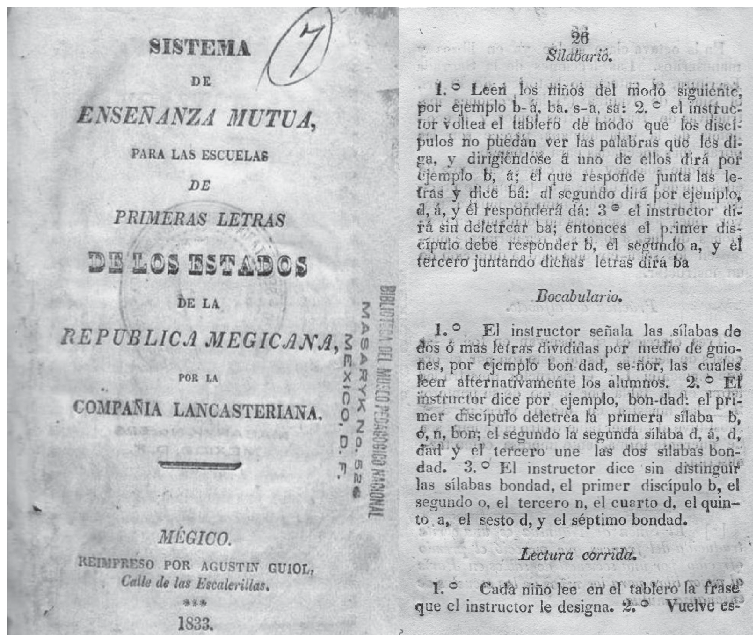 7
SISTEMA
DE
ENSEÑANZA MUTUA,
PARA LAS ESCUELAS
DE
PRIMERAS LETRAS
DE LOS ESTADOS
DE LA
REPUBLICA MEGICANA,
POR LA
COMPAÑIA LANCASTERIANA.
MÉGICO.
REIMPRESO POR AGUSTIN GUIOL,
Calle de las Escalerillas.
***
1833.
BIBLIOTECA DEL MUSEO PEDAGOGICO NACIONAL
MASARYK No. 526
MEXICO, D. F.
26
Silabario.
1.° Leen los niños del modo siguiente,
por ejemplo b-a, ba. s-a, sa: 2.° el instruc-
tor voltea el tablero de modo que los discí-
pulos no puedan ver las palabras que les di-
ga, y dirigiéndose á uno de ellos dirá por
ejemplo b, á; el que responde junta las le-
tras y dice bá: al segundo dirá por ejemplo,
d, á, y él responderá dá: 3° el instructor di-
rá sin deletrear ba; entonces el primer dis-
cípulo debe responder b, el segundo a, y el
tercero juntando dichas letras dira ba
Bocabulario.
1.° El instructor señala las sílabas de
dos ó mas letras divididas por medio de guio-
nes, por ejemplo bon-dad, se-ñor, las cuales
leen alternativamente los alumnos. 2.° El
instructor dice por ejemplo, bon-dad: el pri-
mer discípulo deletréa la primera sílaba b,
o, n, bon; el segundo la segunda sílaba d, á, d,
dad y el tercero une las dos silabas bon-
dad. 3.° El instructor dice sin distinguir
las sílabas bondad, el primer discípulo b, el
segundo o, el tercero n, el cuarto d, el quin-
to a, el sesto d, y el séptimo bondad.
Lectura corrida.
1.° Cada niño lee en el tablero la frase
que el instructor le designa. 2.° Vuelve es-